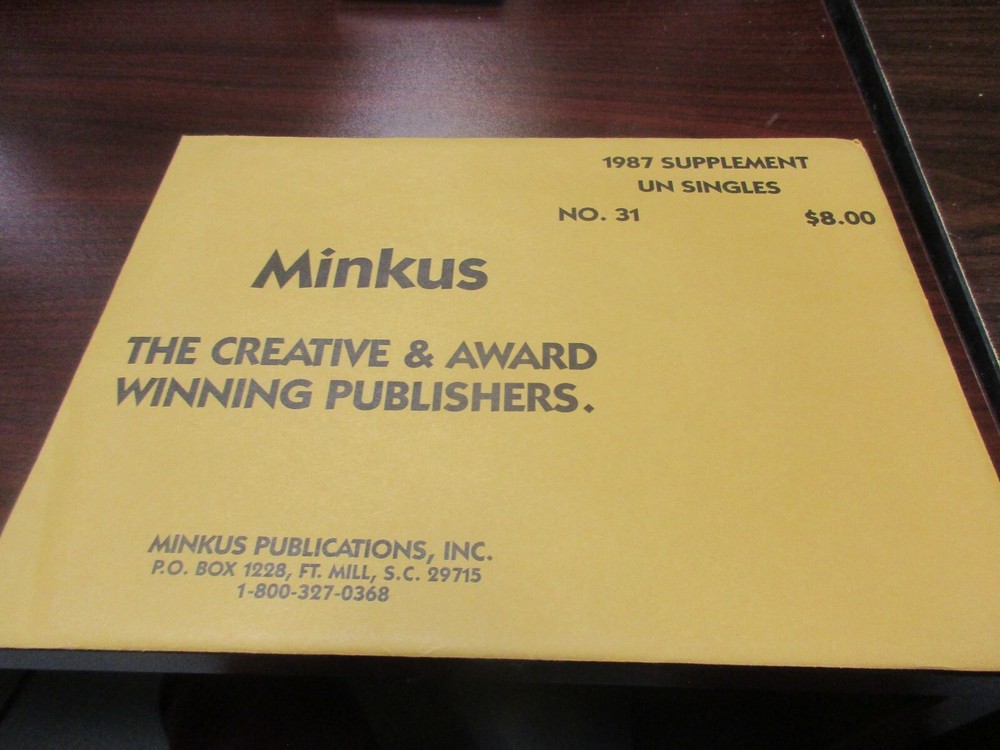 1987 SUPPLEMENT
UN SINGLES
NO. 31 $8.00
Minkus
THE CREATIVE & AWARD
WINNING PUBLISHERS.
MINKUS PUBLICATIONS, INC.
P.O. BOX 1228, FT. MILL, S.C. 29715
1-800-327-0368